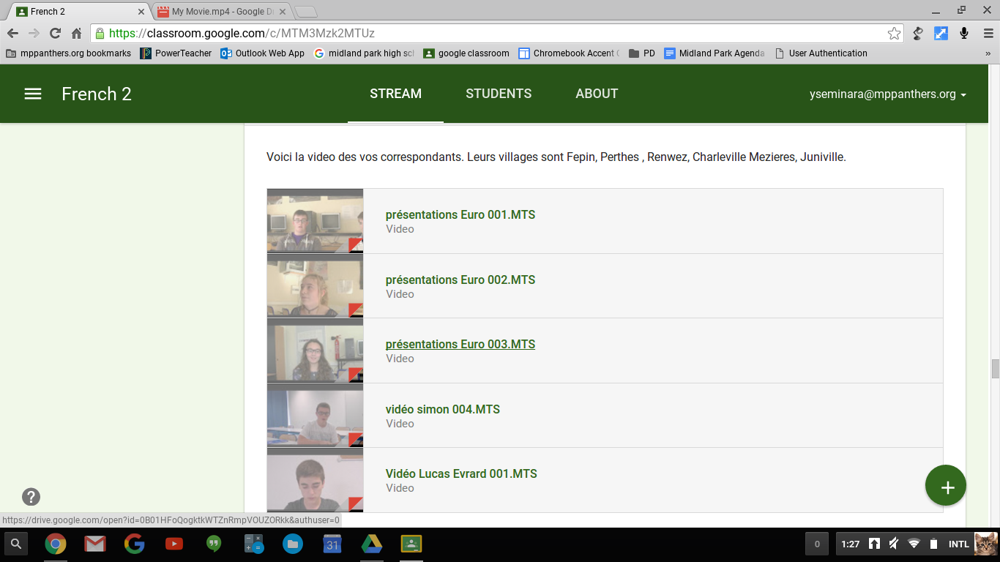 French 2
My Movie.mp4 - Google D
https://classroom.google.com/c/MTM3Mzk2MTUz
mppanthers.org bookmarks
PowerTeacher
Outlook Web App
midland park high sch
google classroom
Chromebook Accent C
PD
Midland Park Agenda
User Authentication
»
French 2
STREAM
STUDENTS
ABOUT
yseminara@mppanthers.org
Voici la video des vos correspondants. Leurs villages sont Fepin, Perthes , Renwez, Charleville Mezieres, Juniville.
présentations Euro 001.MTS
Video
présentations Euro 002.MTS
Video
présentations Euro 003.MTS
Video
vidéo simon 004.MTS
Video
Vidéo Lucas Evrard 001.MTS
Video
+
?
https://drive.google.com/open?id=0B01HFoQogktkWTZnRmpVOUZORkk&authuser=0
31
0
1:27
INTL